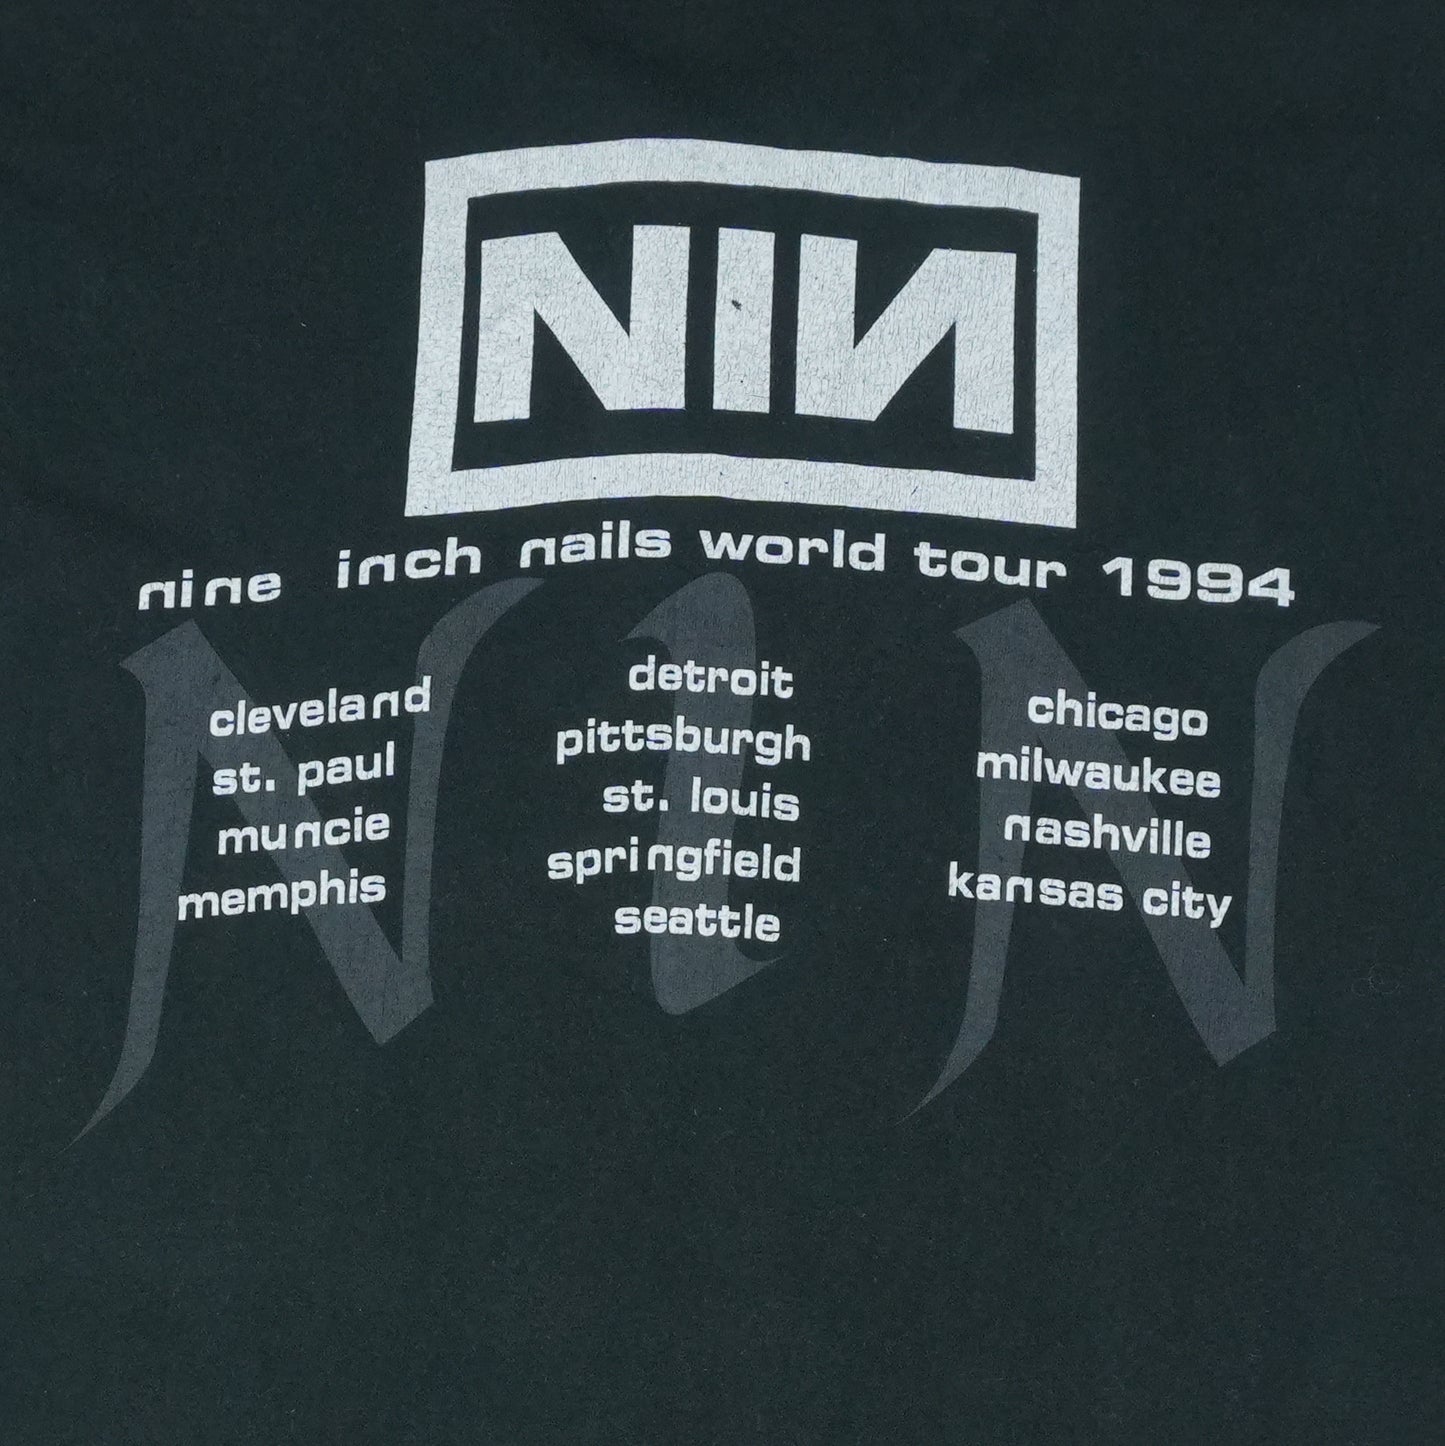 NIN
nine inch nails world tour 1994
NIN
cleveland
st. paul
muncie
memphis
detroit
pittsburgh
st. louis
springfield
seattle
chicago
milwaukee
nashville
kansas city